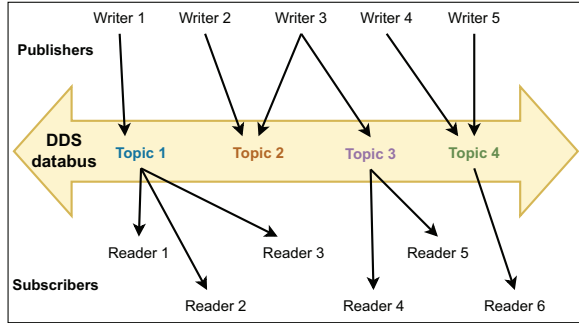 Writer 1
Writer 2
Writer 3
Writer 4
Writer 5
Publishers
DDS
databus
Topic 1
Topic 2
Topic 3
Topic 4
Reader 1
Reader 3
Reader 5
Subscribers
Reader 2
Reader 4
Reader 6